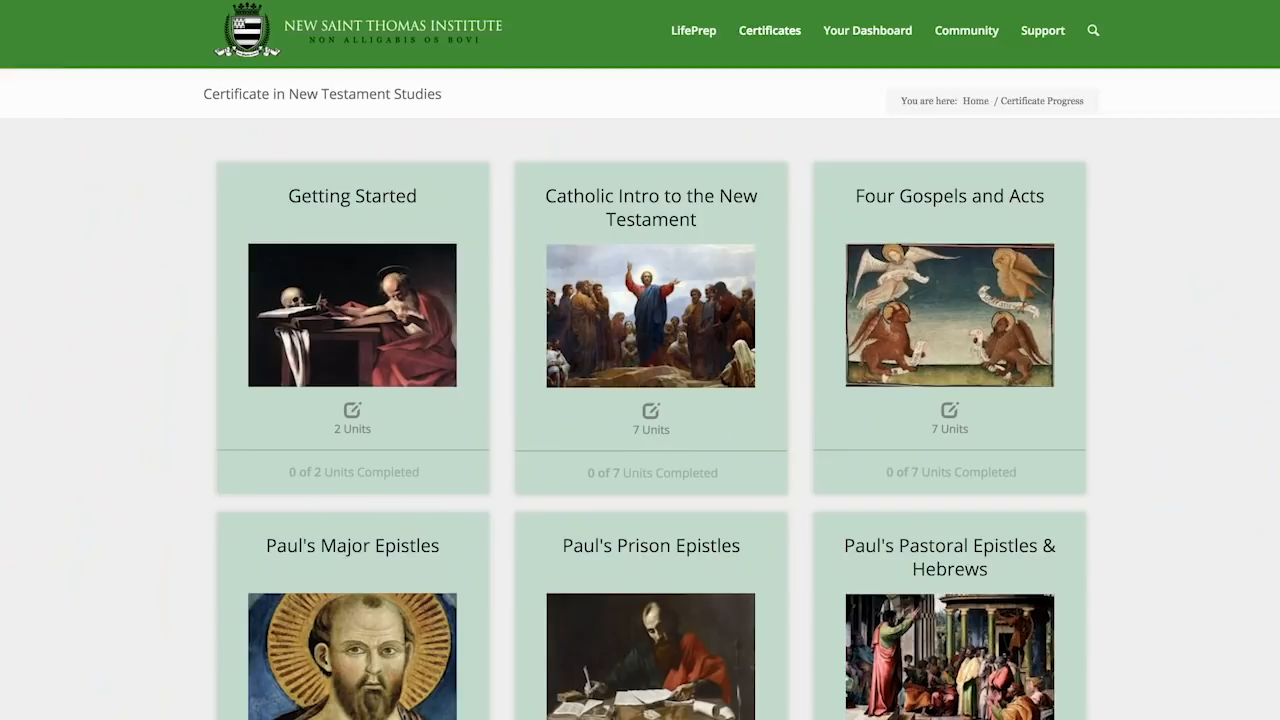 NEW SAINT THOMAS INSTITUTE
NON ALLIGABIS OS BOVI
LifePrep Certificates Your Dashboard Community Support
Certificate in New Testament Studies
You are here: Home / Certificate Progress
Getting Started
2 Units
0 of 2 Units Completed
Catholic Intro to the New
Testament
7 Units
0 of 7 Units Completed
Four Gospels and Acts
7 Units
0 of 7 Units Completed
Paul's Major Epistles
Paul's Prison Epistles
Paul's Pastoral Epistles &
Hebrews